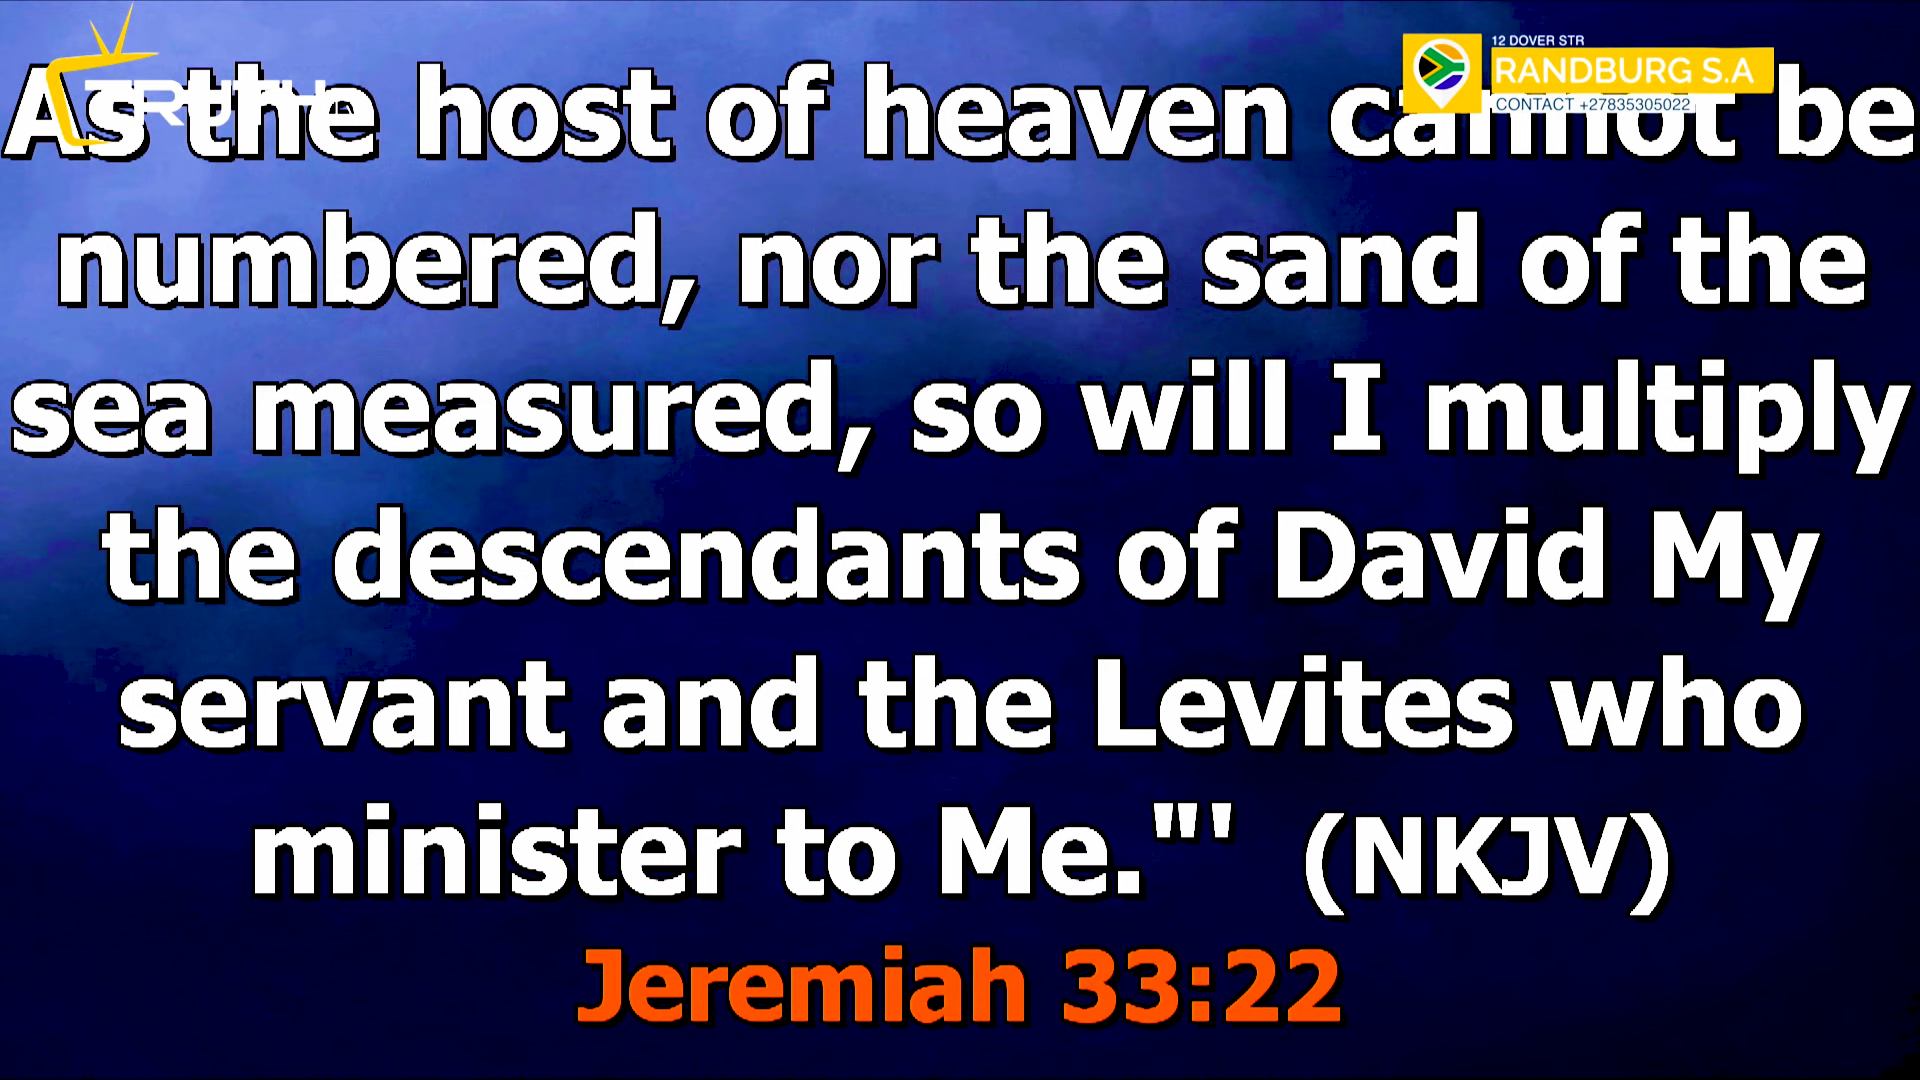 12 DOVER STR
RANDBURG S.A
CONTACT +27835305022
TRUTH
As the host of heaven cannot be
numbered, nor the sand of the
sea measured, so will I multiply
the descendants of David My
servant and the Levites who
minister to Me."' (NKJV)
Jeremiah 33:22